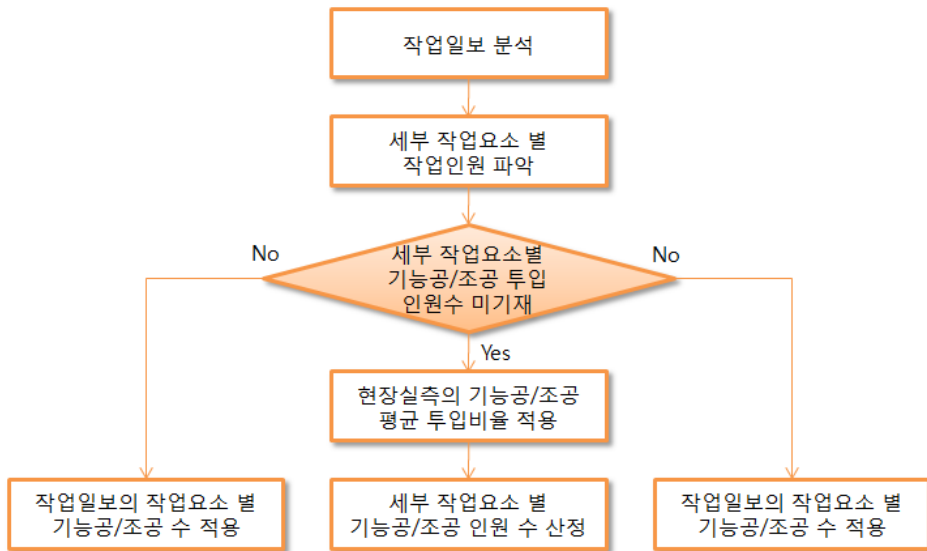 작업일보 분석
세부 작업요소 별
작업인원 파악
No
세부 작업요소별
기능공/조공 투입
인원수 미기재
No
Yes
현장실측의 기능공/조공
평균 투입비율 적용
작업일보의 작업요소 별
기능공/조공 수 적용
세부 작업요소 별
기능공/조공 인원 수 산정
작업일보의 작업요소 별
기능공/조공 수 적용